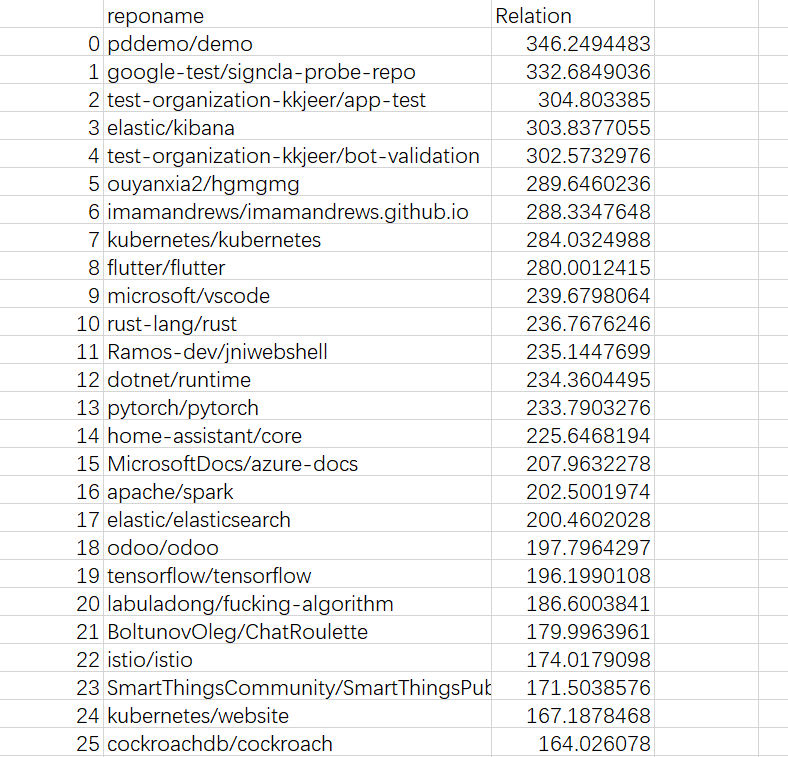 reponame Relation
0 pddemo/demo 346.2494483
1 google-test/signcla-probe-repo 332.6849036
2 test-organization-kkjeer/app-test 304.803385
3 elastic/kibana 303.8377055
4 test-organization-kkjeer/bot-validation 302.5732976
5 ouyanxia2/hgmgmg 289.6460236
6 imamandrews/imamandrews.github.io 288.3347648
7 kubernetes/kubernetes 284.0324988
8 flutter/flutter 280.0012415
9 microsoft/vscode 239.6798064
10 rust-lang/rust 236.7676246
11 Ramos-dev/jniwebshell 235.1447699
12 dotnet/runtime 234.3604495
13 pytorch/pytorch 233.7903276
14 home-assistant/core 225.6468194
15 MicrosoftDocs/azure-docs 207.9632278
16 apache/spark 202.5001974
17 elastic/elasticsearch 200.4602028
18 odoo/odoo 197.7964297
19 tensorflow/tensorflow 196.1990108
20 labuladong/fucking-algorithm 186.6003841
21 BoltunovOleg/ChatRoulette 179.9963961
22 istio/istio 174.0179098
23 SmartThingsCommunity/SmartThingsPub 171.5038576
24 kubernetes/website 167.1878468
25 cockroachdb/cockroach 164.026078